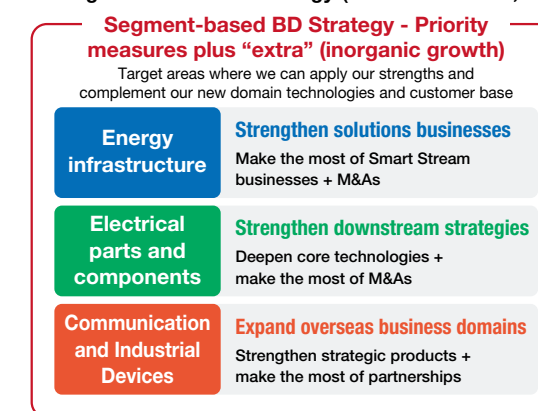 Segment-based BD Strategy - Priority
measures plus “extra” (inorganic growth)
Target areas where we can apply our strengths and
complement our new domain technologies and customer base
Energy
infrastructure
Strengthen solutions businesses
Make the most of Smart Stream
businesses + M&As
Electrical
parts and
components
Strengthen downstream strategies
Deepen core technologies +
make the most of M&As
Communication
and Industrial
Devices
Expand overseas business domains
Strengthen strategic products +
make the most of partnerships